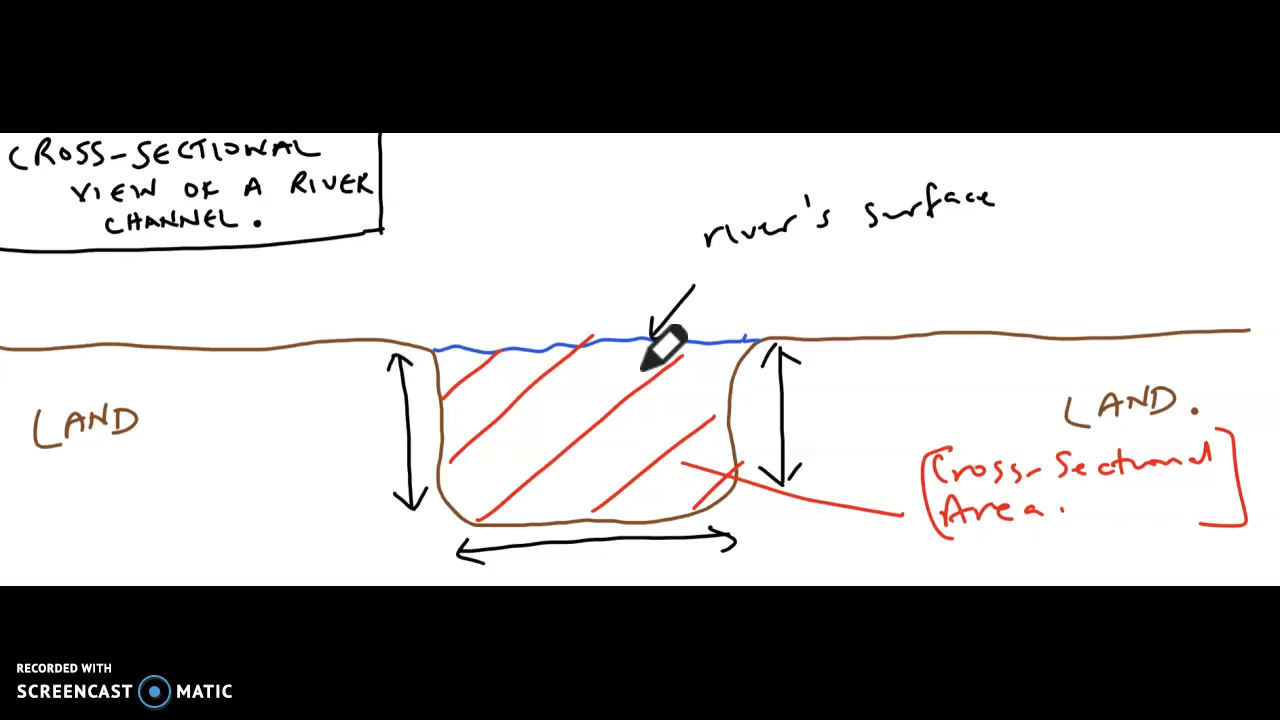 CROSS-SECTIONAL
VIEW OF A RIVER
CHANNEL.
river's surface
LAND
LAND.
Cross-Sectional
Area.
RECORDED WITH
SCREENCAST MATIC